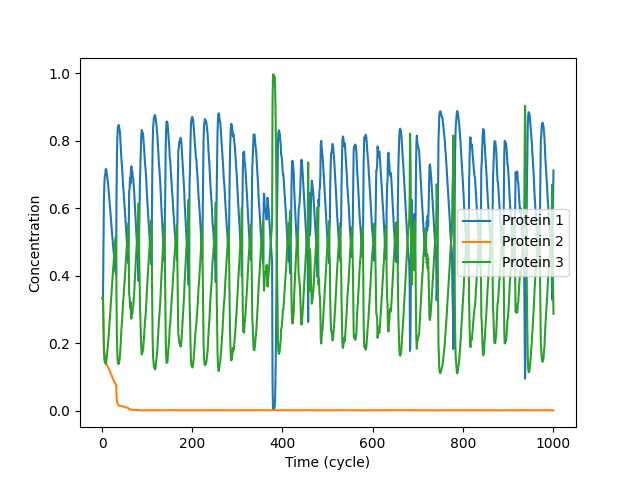 1.0
0.8
0.6
0.4
0.2
0.0
Concentration
Protein 1
Protein 2
Protein 3
0 200 400 600 800 1000
Time (cycle)